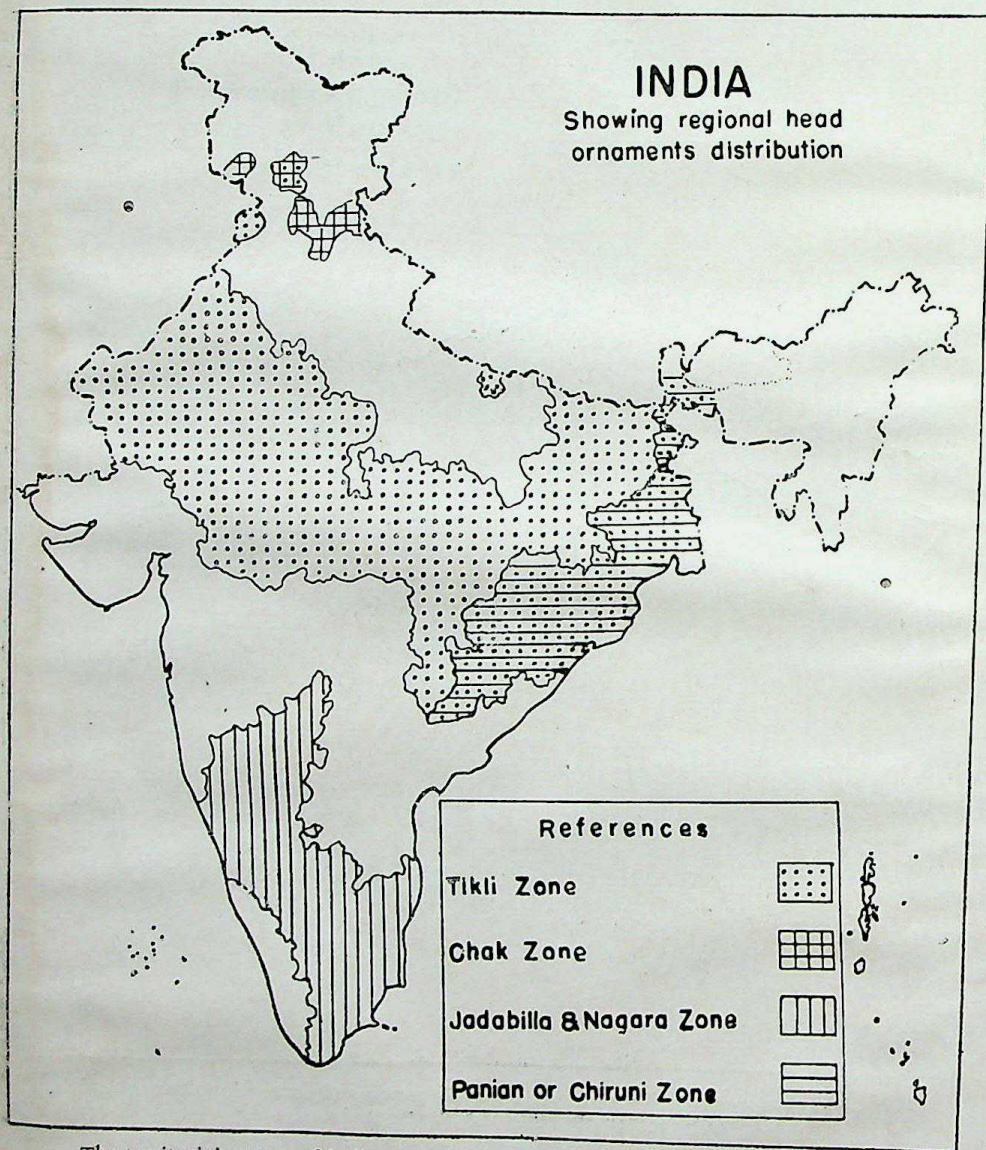 INDIA
Showing regional head
ornaments distribution
References
Tikli Zone
Chak Zone
Jadabilla & Nagara Zone
Panian or Chiruni Zone